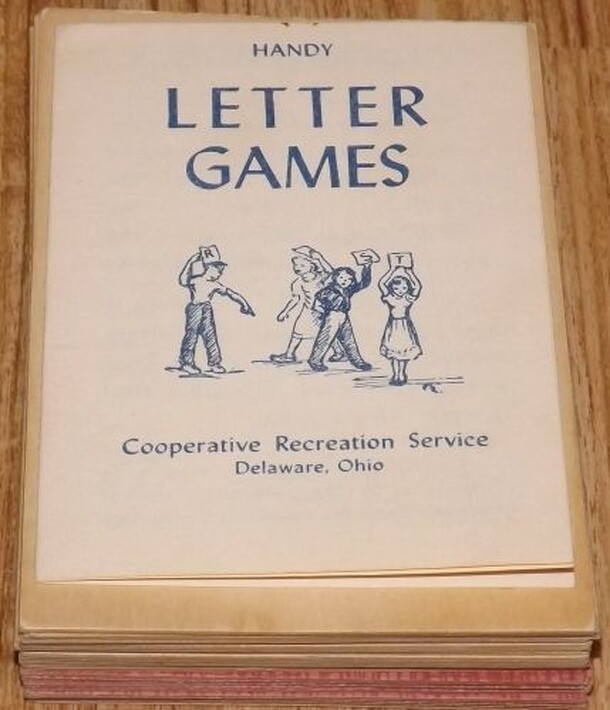 HANDY
LETTER
GAMES
R
T
Cooperative Recreation Service
Delaware, Ohio